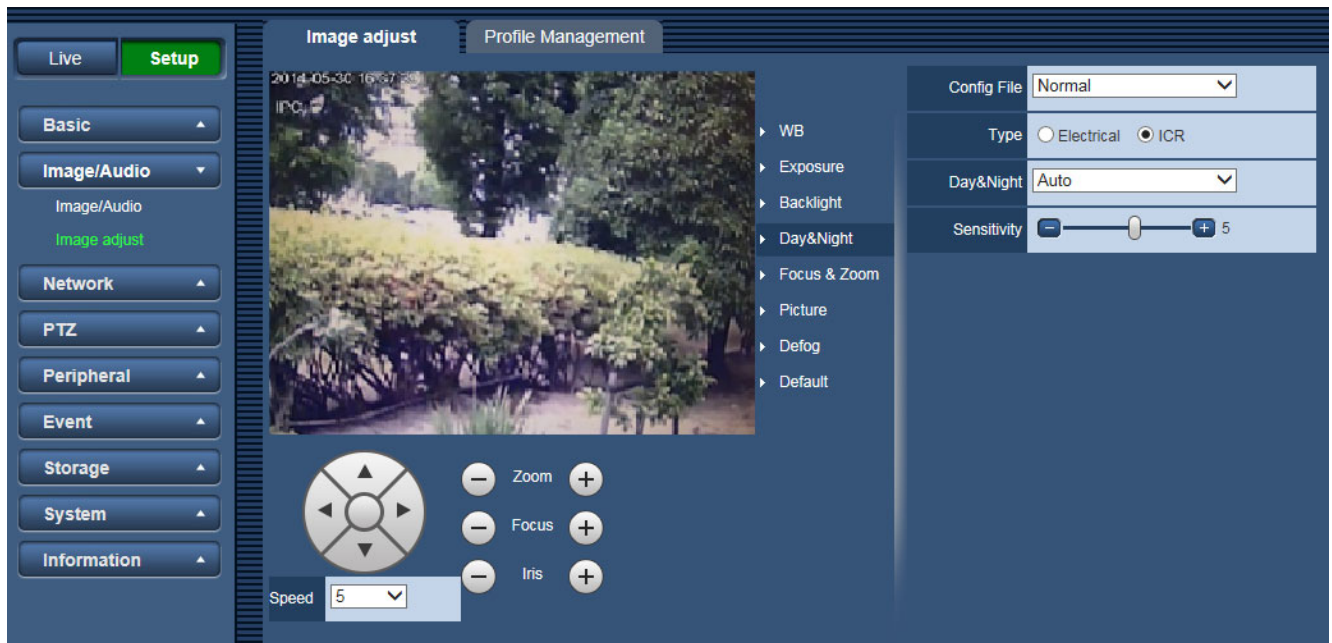 Live Setup
Basic
Image/Audio
Image/Audio
Image adjust
Network
PTZ
Peripheral
Event
Storage
System
Information
Image adjust Profile Management
2014-05-30 16:37
IPC
WB
Exposure
Backlight
Day&Night
Focus & Zoom
Picture
Defog
Default
Config File Normal
Type Electrical ICR
Day&Night Auto
Sensitivity 5
Zoom
Focus
Iris
Speed 5